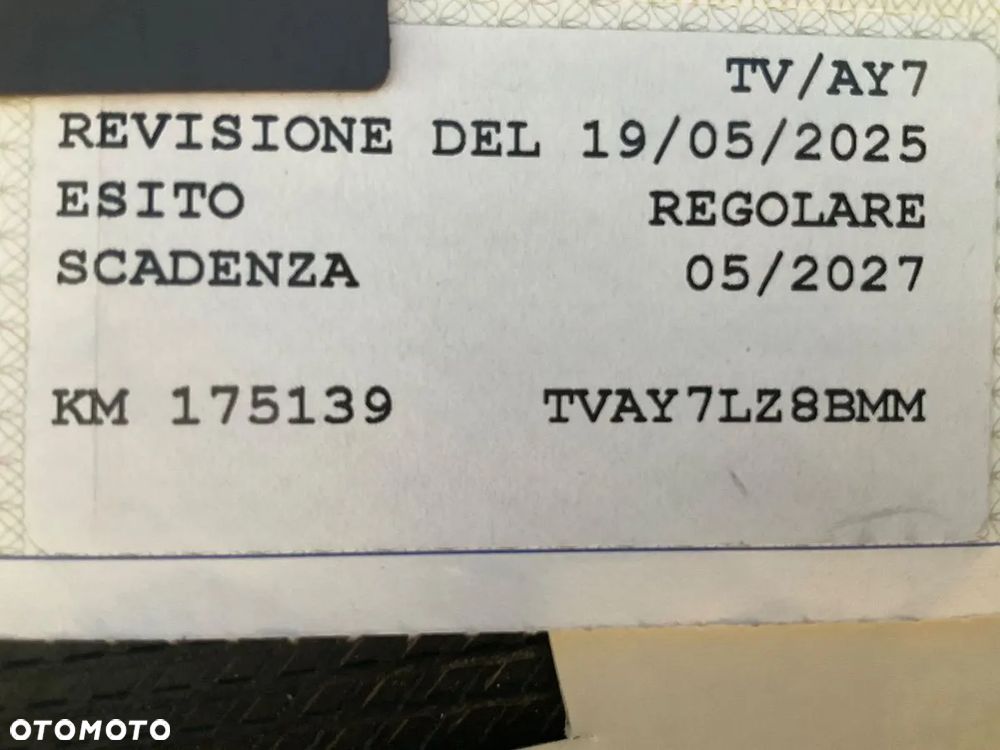 TV/AY7
REVISIONE DEL 19/05/2025
ESITO REGOLARE
SCADENZA 05/2027
KM 175139 TVAY7LZ8BMM
OTOMOTO